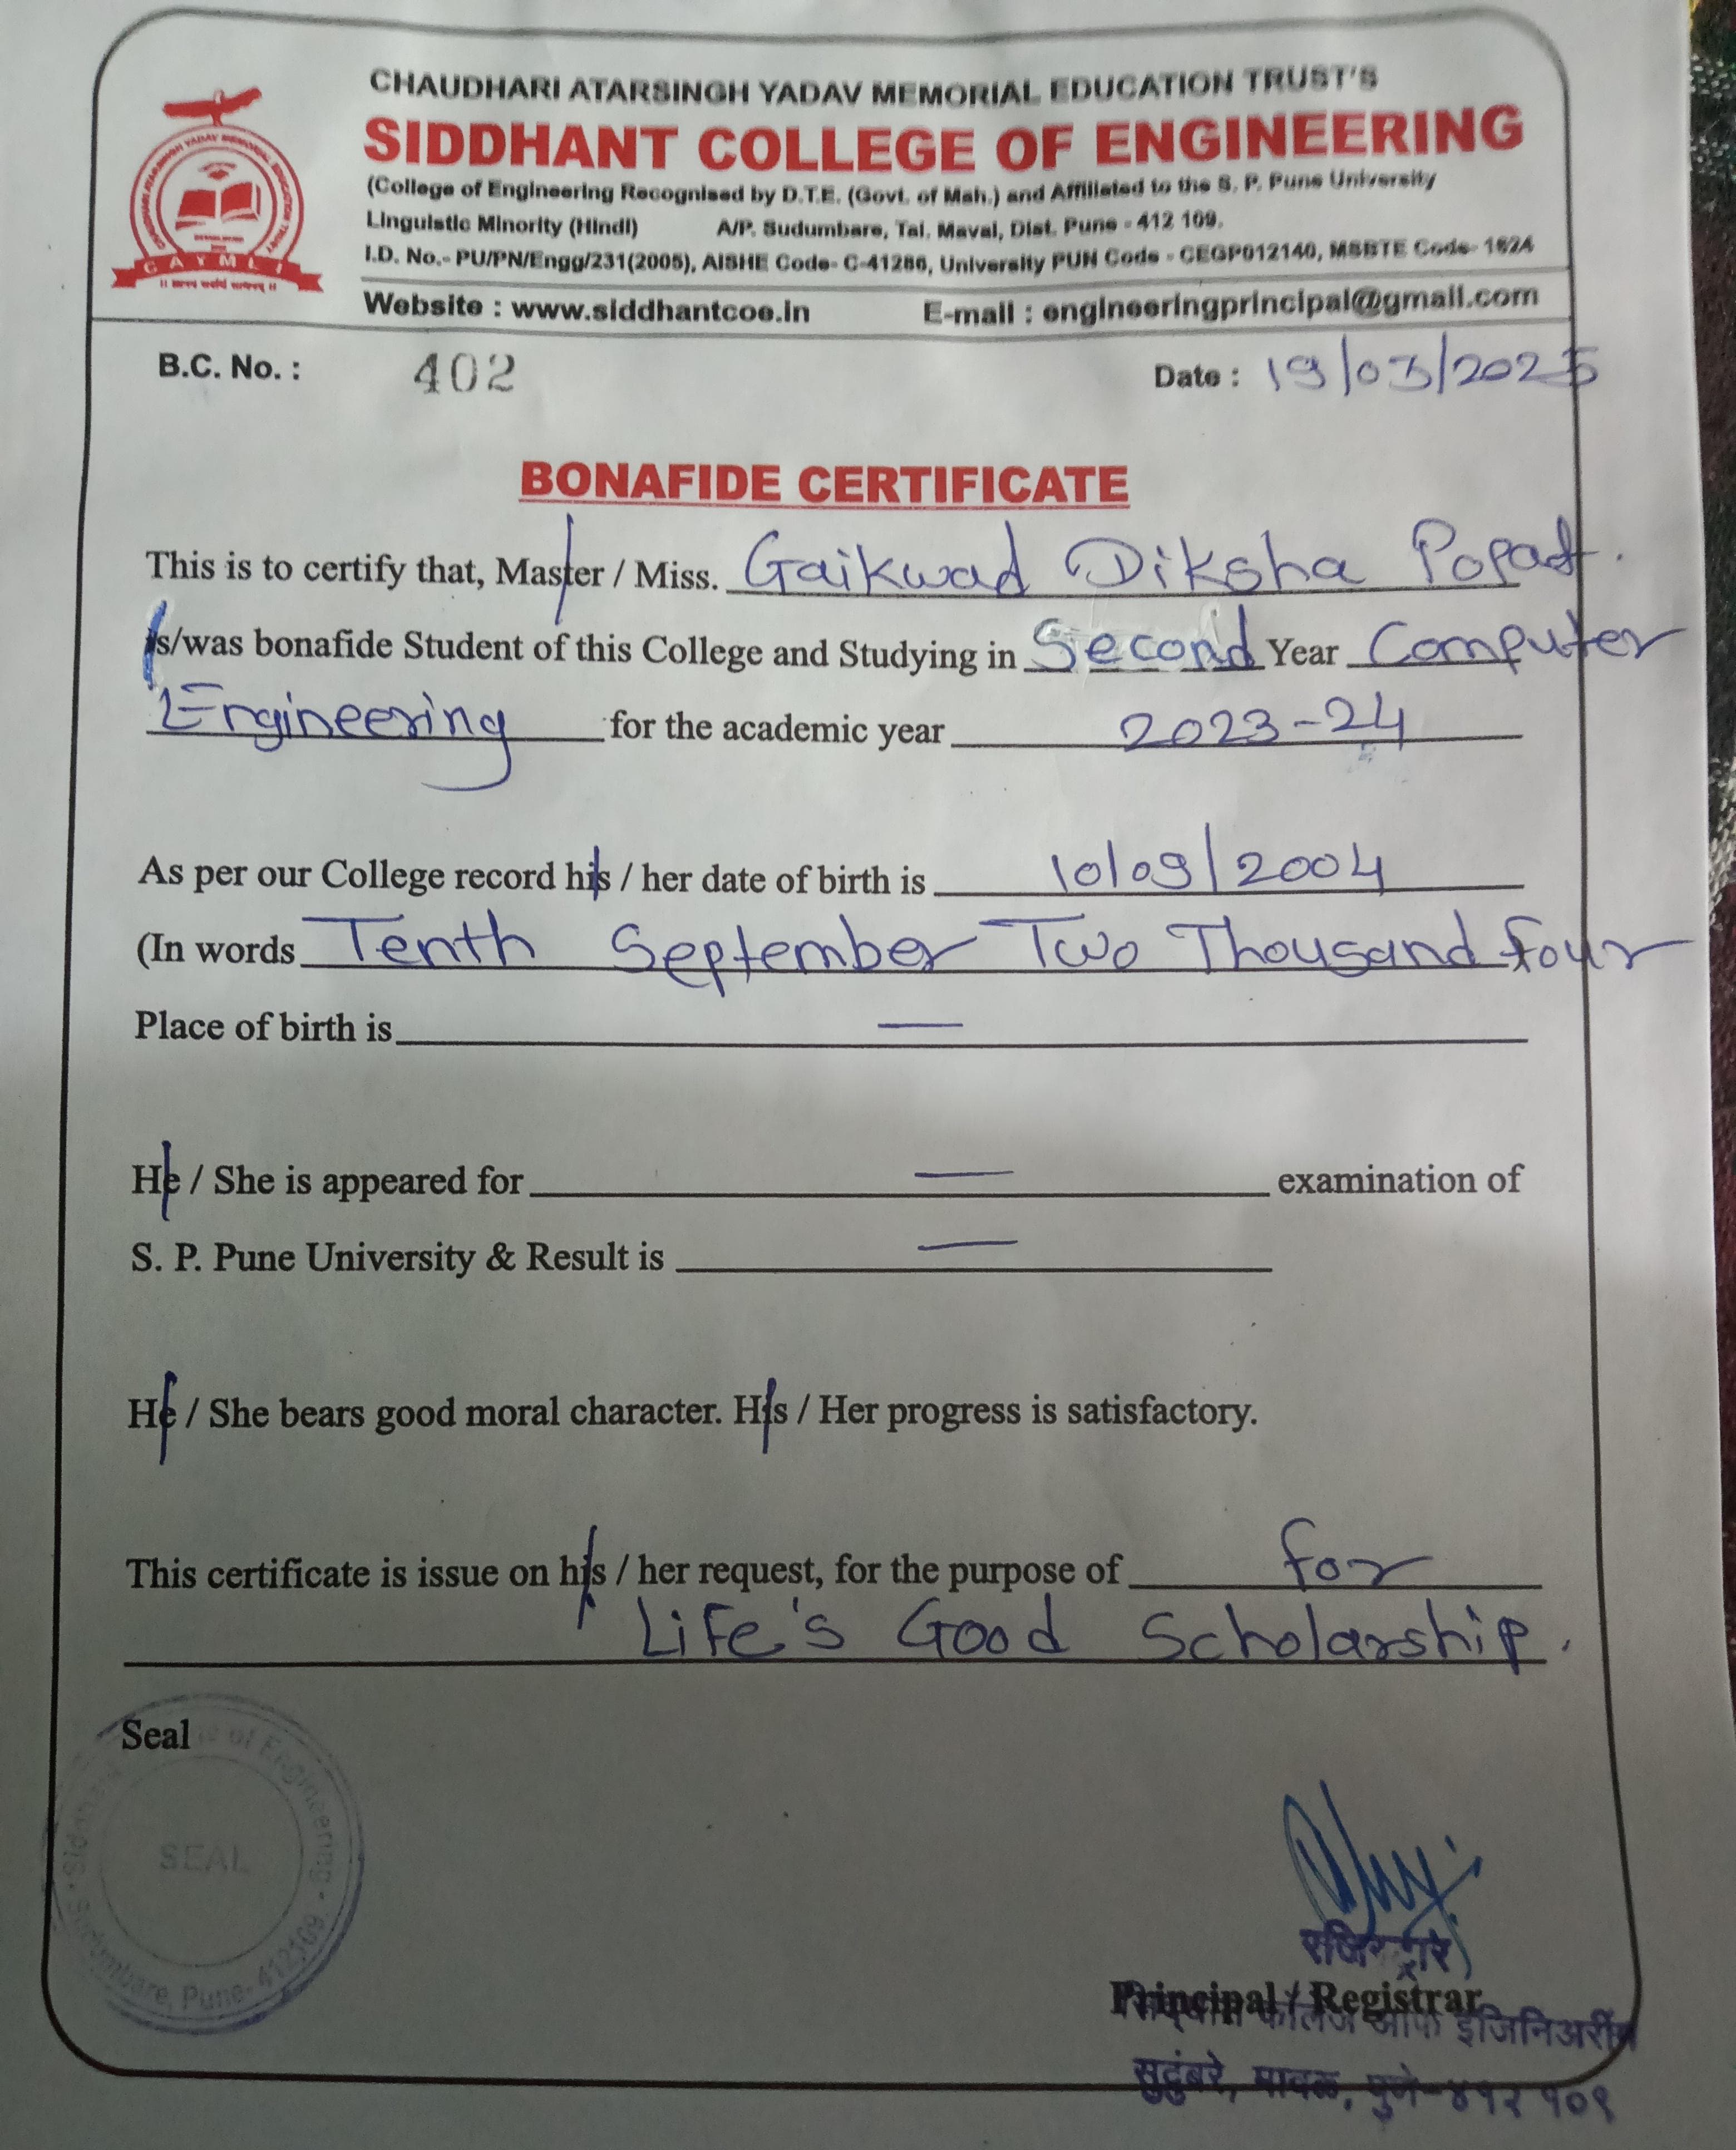 CHAUDHARI ATARSINGH YADAV MEMORIAL EDUCATION TRUST'S
SIDDHANT COLLEGE OF ENGINEERING
(College of Engineering Recognised by D.T.E. (Govt. of Mah.) and Affiliated to the S. P. Pune University
Linguistic Minority (Hindi) A/P. Sudumbare, Tal. Maval, Dist. Pune - 412 109.
I.D. No.- PU/PN/Engg/231(2005), AISHE Code- C-41286, University PUN Code - CEGP012140, MSBTE Code- 1624
Website : www.siddhantcoe.in E-mail : engineeringprincipal@gmail.com
CAYMET
B.C. No. : 402 Date : 19/03/2025
BONAFIDE CERTIFICATE
This is to certify that, Master / Miss. Gaikwad Diksha Popat.
is/was bonafide Student of this College and Studying in Second Year Computer
Engineering for the academic year 2023-24
As per our College record his / her date of birth is 10/09/2004
(In words Tenth September Two Thousand four
Place of birth is —
He / She is appeared for — examination of
S. P. Pune University & Result is —
He / She bears good moral character. His / Her progress is satisfactory.
This certificate is issue on his / her request, for the purpose of for
Life's Good Scholarship.
Seal
of Engineering
SEAL
Sudumbare, Pune- 412109
रजिस्ट्रार
Principal / Registrar
कॉलेज ऑफ इंजिनिअरींग
सुदुंबरे, मावळ, पुणे-४१२ १०९